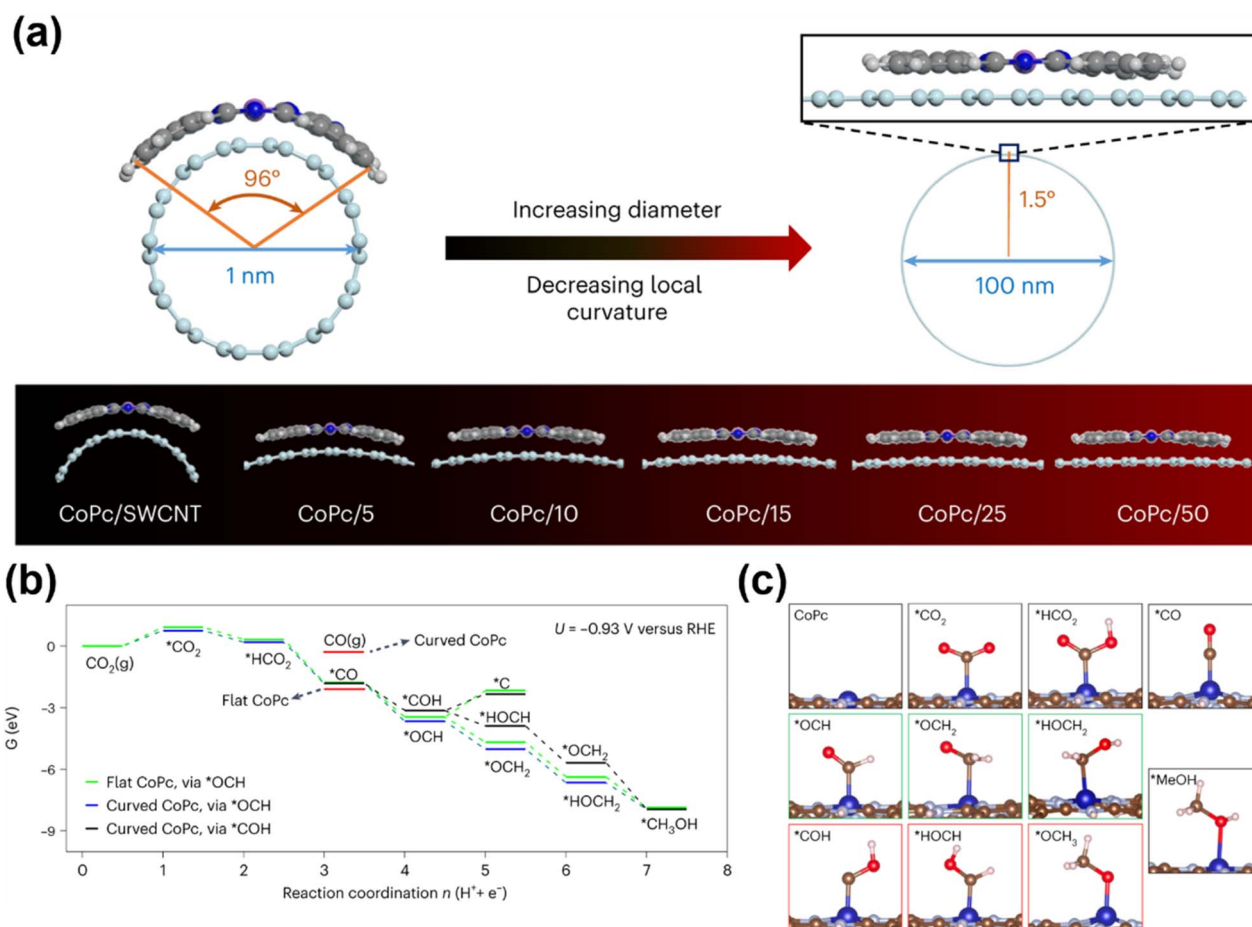 (a)
96°
1 nm
Increasing diameter
Decreasing local
curvature
1.5°
100 nm
CoPc/SWCNT
CoPc/5
CoPc/10
CoPc/15
CoPc/25
CoPc/50
(b)
G (eV)
0
−3
−6
−9
U = −0.93 V versus RHE
CO₂(g)
*CO₂
*HCO₂
CO(g)
Curved CoPc
*CO
Flat CoPc
*COH
*OCH
*C
*HOCH
*OCH₂
*OCH₂
*HOCH₂
*CH₃OH
Flat CoPc, via *OCH
Curved CoPc, via *OCH
Curved CoPc, via *COH
0 1 2 3 4 5 6 7 8
Reaction coordination n (H⁺+ e⁻)
(c)
CoPc
*CO₂
*HCO₂
*CO
*OCH
*OCH₂
*HOCH₂
*MeOH
*COH
*HOCH
*OCH₃